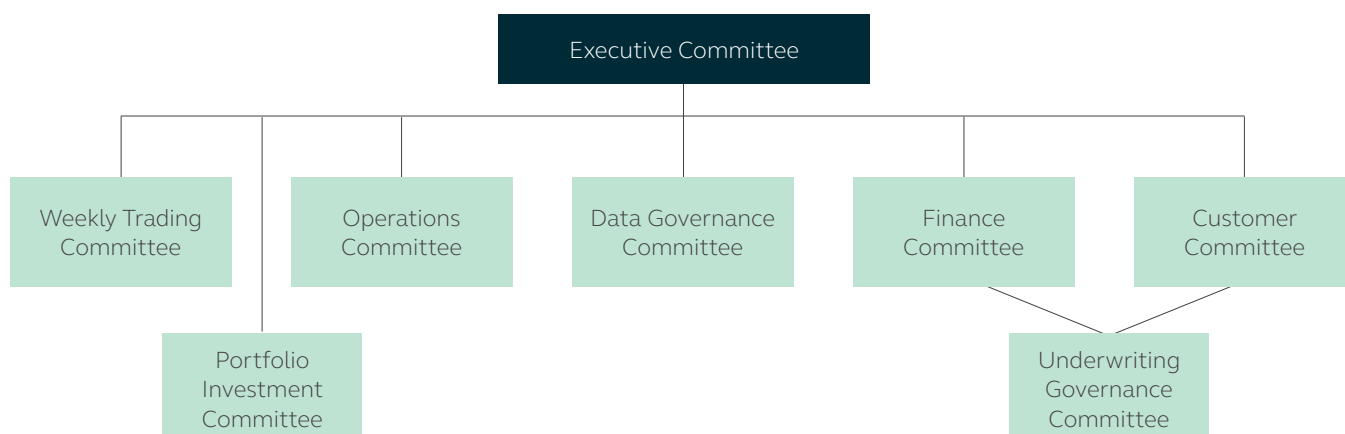 Executive Committee
Weekly Trading
Committee
Operations
Committee
Data Governance
Committee
Finance
Committee
Customer
Committee
Portfolio
Investment
Committee
Underwriting
Governance
Committee